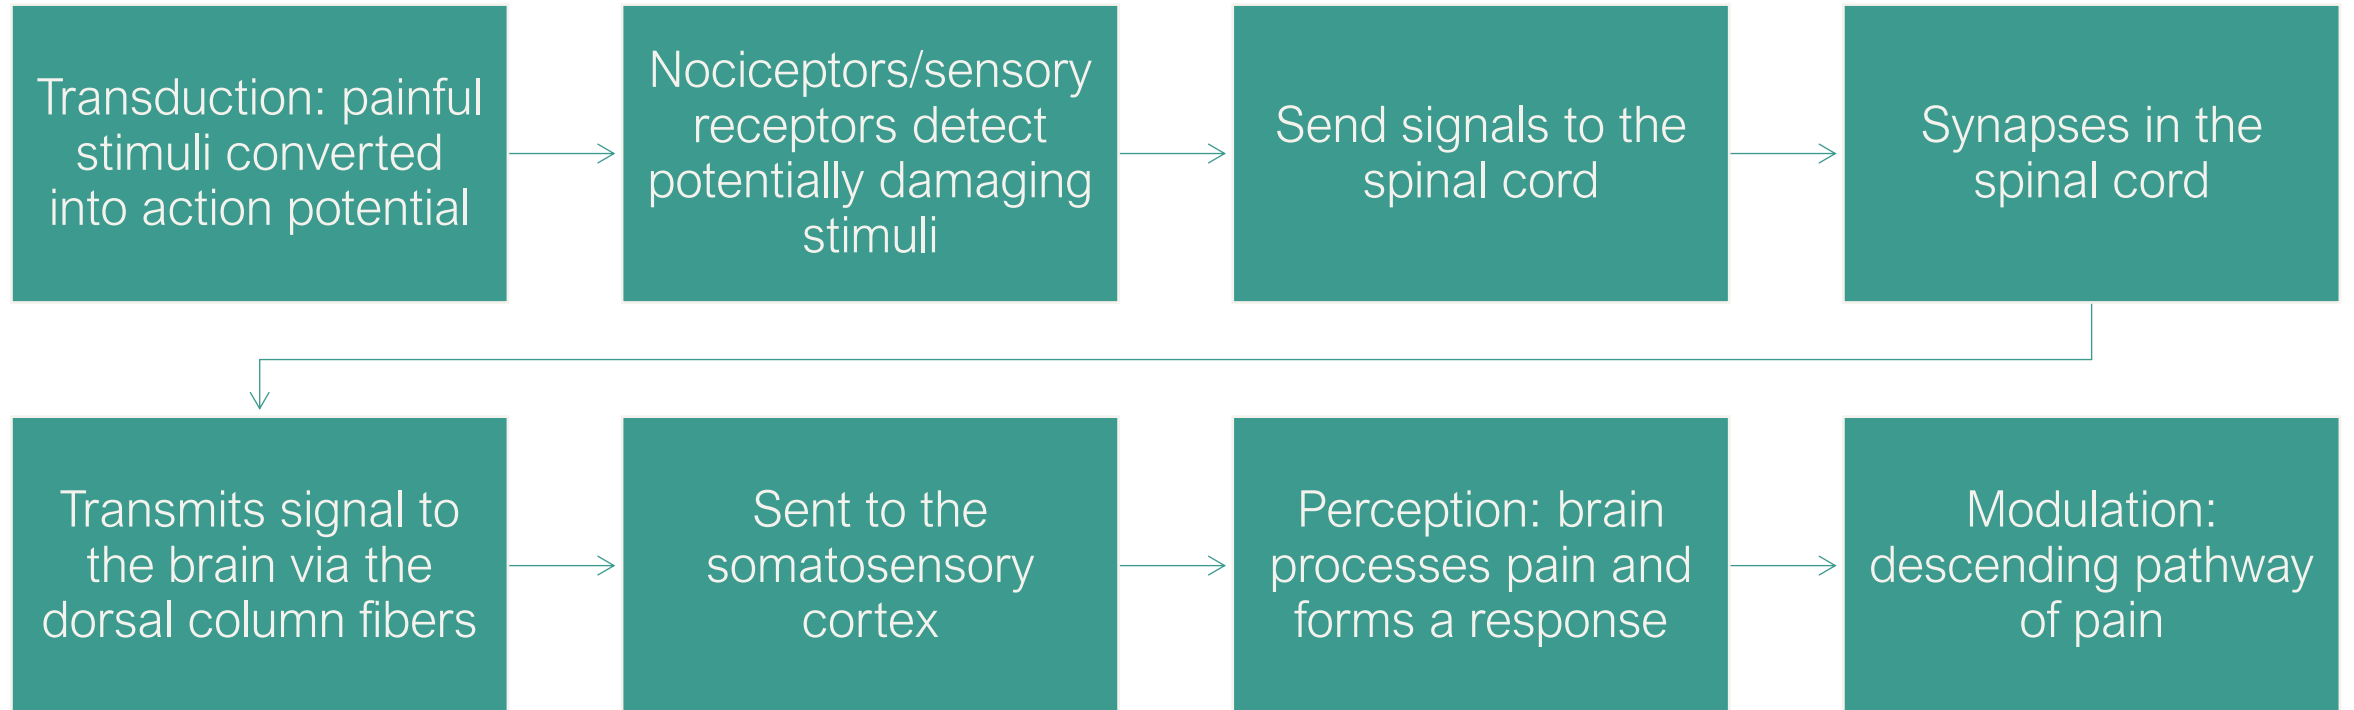 Transduction: painful
stimuli converted
into action potential
Nociceptors/sensory
receptors detect
potentially damaging
stimuli
Send signals to the
spinal cord
Synapses in the
spinal cord
Transmits signal to
the brain via the
dorsal column fibers
Sent to the
somatosensory
cortex
Perception: brain
processes pain and
forms a response
Modulation:
descending pathway
of pain